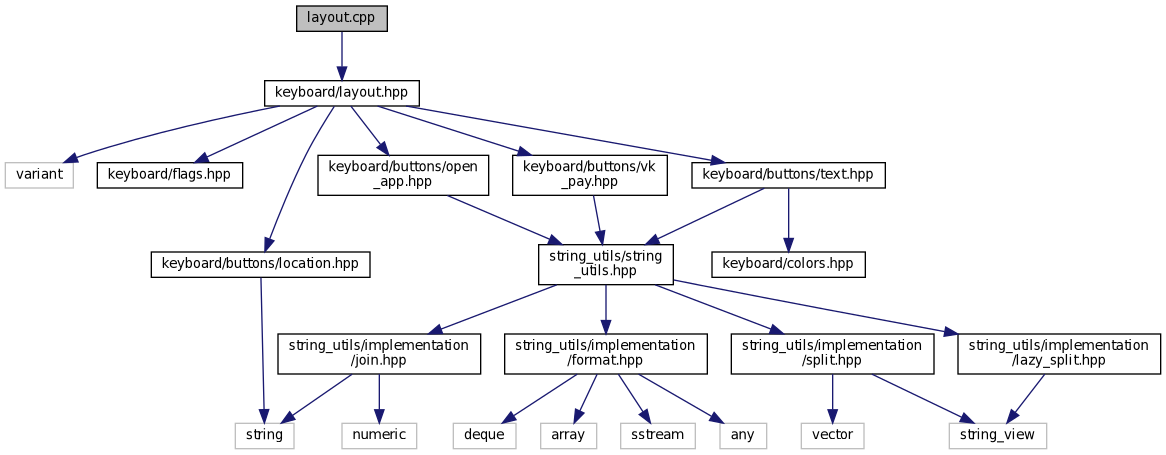 layout.cpp
keyboard/layout.hpp
variant
keyboard/flags.hpp
keyboard/buttons/open
_app.hpp
keyboard/buttons/vk
_pay.hpp
keyboard/buttons/text.hpp
keyboard/buttons/location.hpp
string_utils/string
_utils.hpp
keyboard/colors.hpp
string_utils/implementation
/join.hpp
string_utils/implementation
/format.hpp
string_utils/implementation
/split.hpp
string_utils/implementation
/lazy_split.hpp
string
numeric
deque
array
sstream
any
vector
string_view